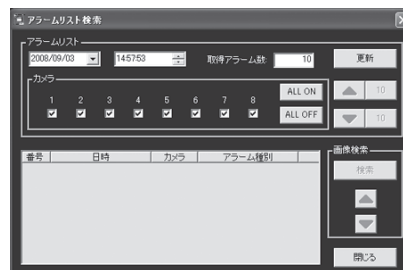 アラームリスト検索
アラームリスト
2008/09/03 14:57:53 取得アラーム数 10 更新
カメラ
1 2 3 4 5 6 7 8
ALL ON
ALL OFF
10
10
番号 日時 カメラ アラーム種別
画像検索
検索
閉じる